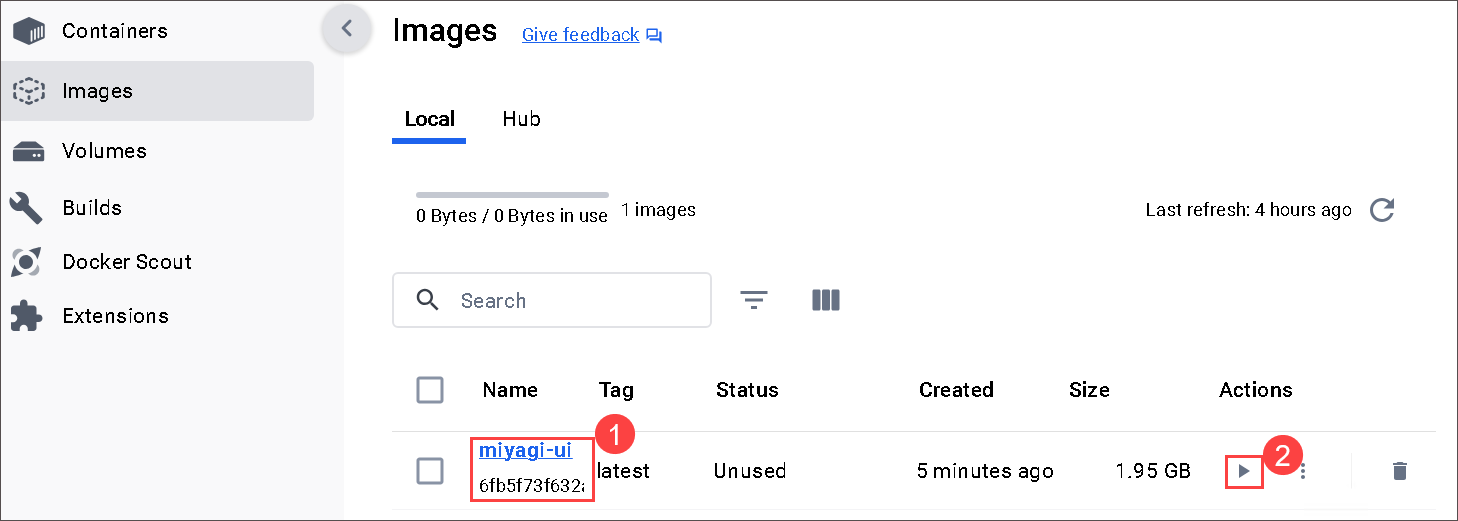 Containers
Images
Volumes
Builds
Docker Scout
Extensions
Images Give feedback
Local Hub
0 Bytes / 0 Bytes in use 1 images Last refresh: 4 hours ago
Search
Name Tag Status Created Size Actions
1
miyagi-ui
6fb5f73f632a latest Unused 5 minutes ago 1.95 GB 2